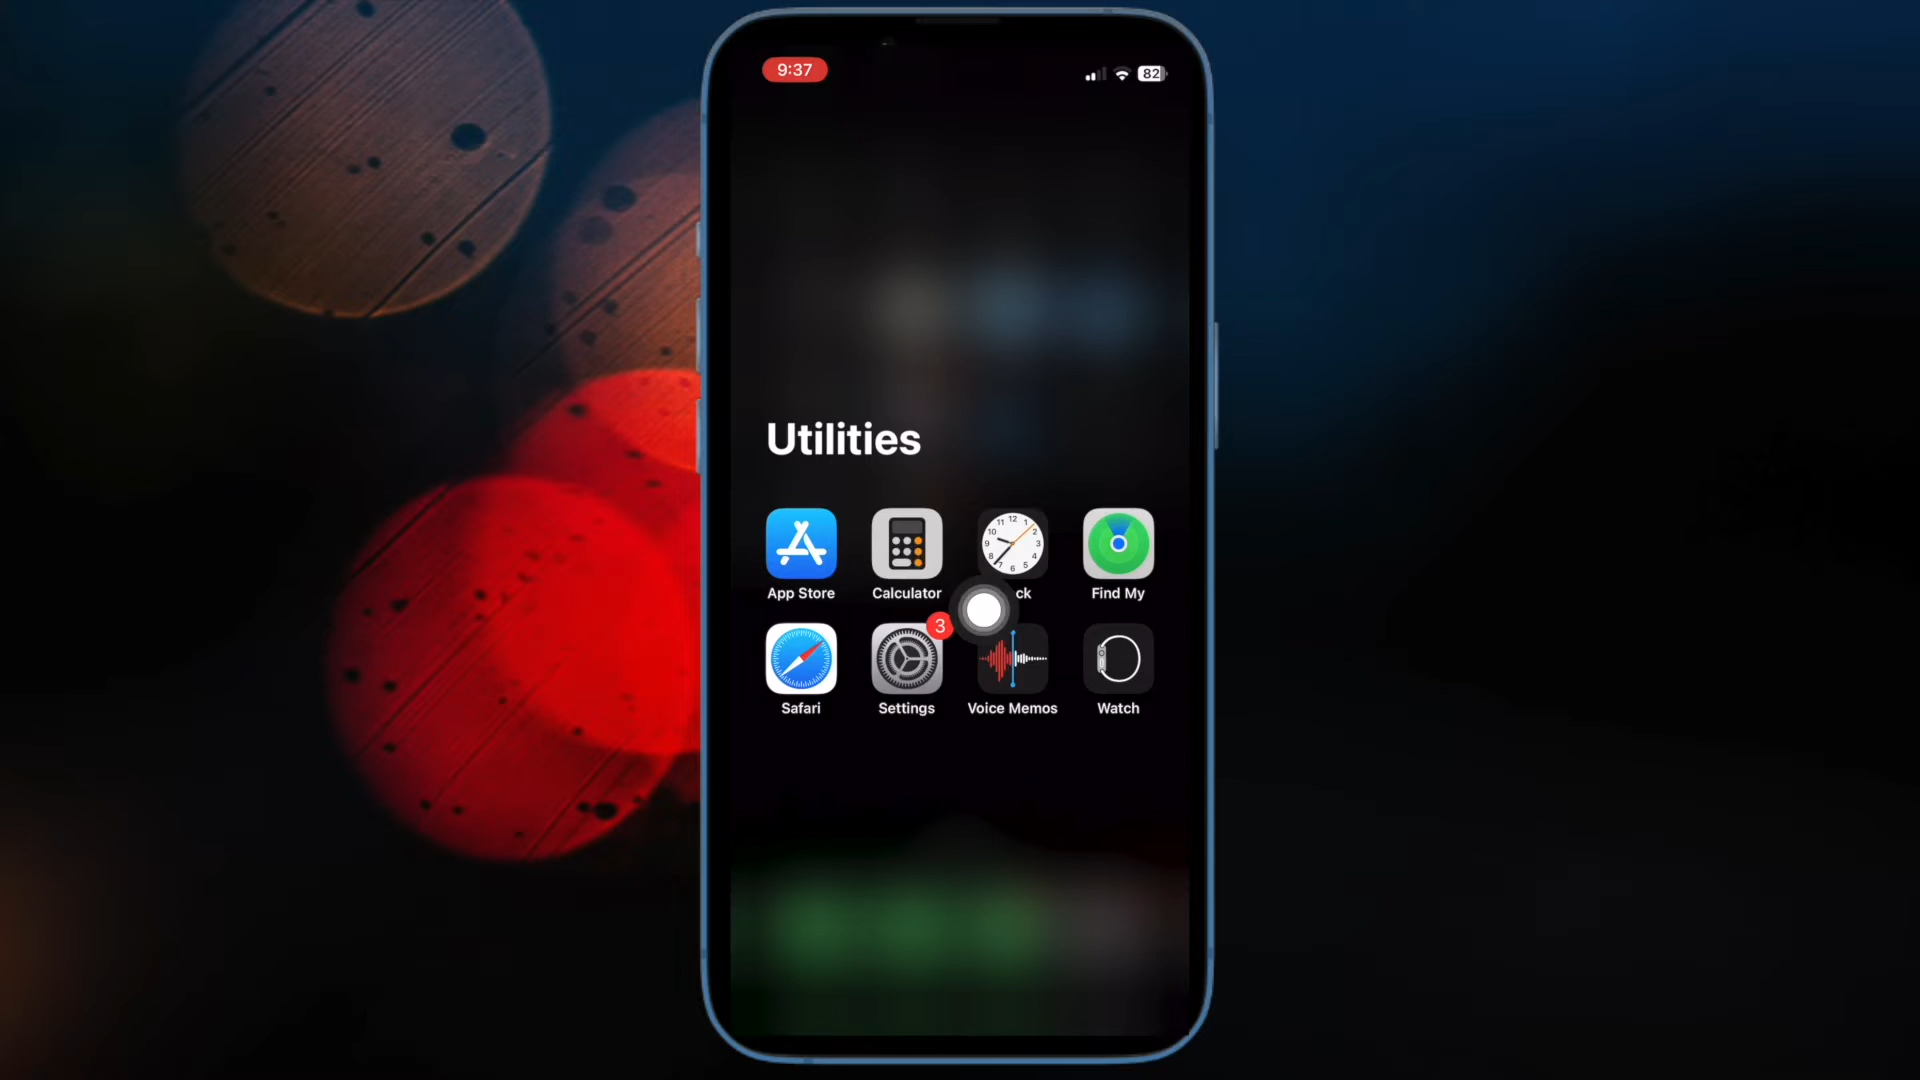 9:37
82
Utilities
App Store
Calculator
ck
Find My
3
Safari
Settings
Voice Memos
Watch